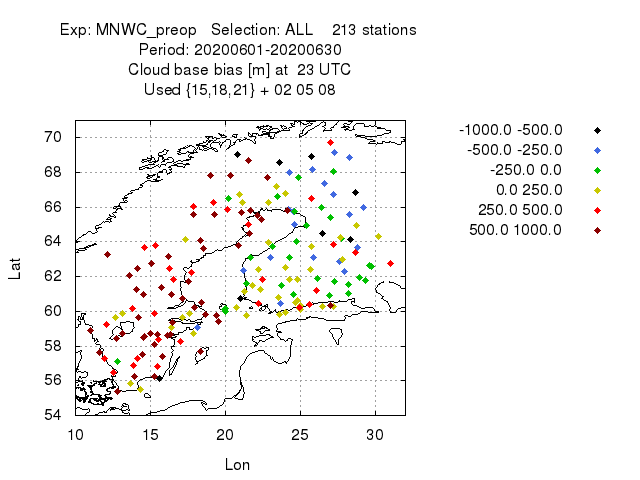 Exp: MNWC_preop   Selection: ALL    213 stations
Period: 20200601-20200630
Cloud base bias [m] at  23 UTC
Used {15,18,21} + 02 05 08
-1000.0 -500.0
-500.0 -250.0
-250.0 0.0
0.0 250.0
250.0 500.0
500.0 1000.0
70
68
66
64
62
60
58
56
54
Lat
10 15 20 25 30
Lon